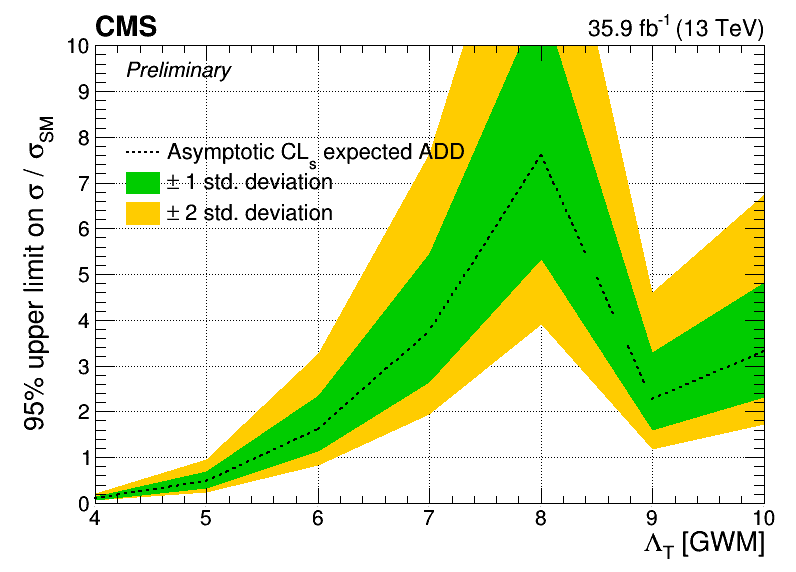 CMS
35.9 fb⁻¹ (13 TeV)
Preliminary
Asymptotic CLₛ expected ADD
± 1 std. deviation
± 2 std. deviation
95% upper limit on σ / σSM
10
9
8
7
6
5
4
3
2
1
0
4 5 6 7 8 9 10
ΛT [GWM]